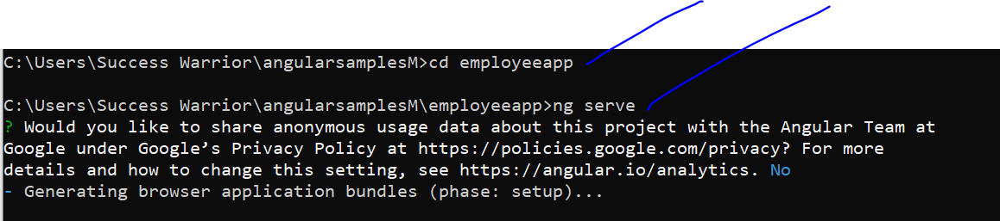 C:\Users\Success Warrior\angularsamplesM>cd employeeapp
C:\Users\Success Warrior\angularsamplesM\employeeapp>ng serve
? Would you like to share anonymous usage data about this project with the Angular Team at
Google under Google’s Privacy Policy at https://policies.google.com/privacy? For more
details and how to change this setting, see https://angular.io/analytics. No
- Generating browser application bundles (phase: setup)...